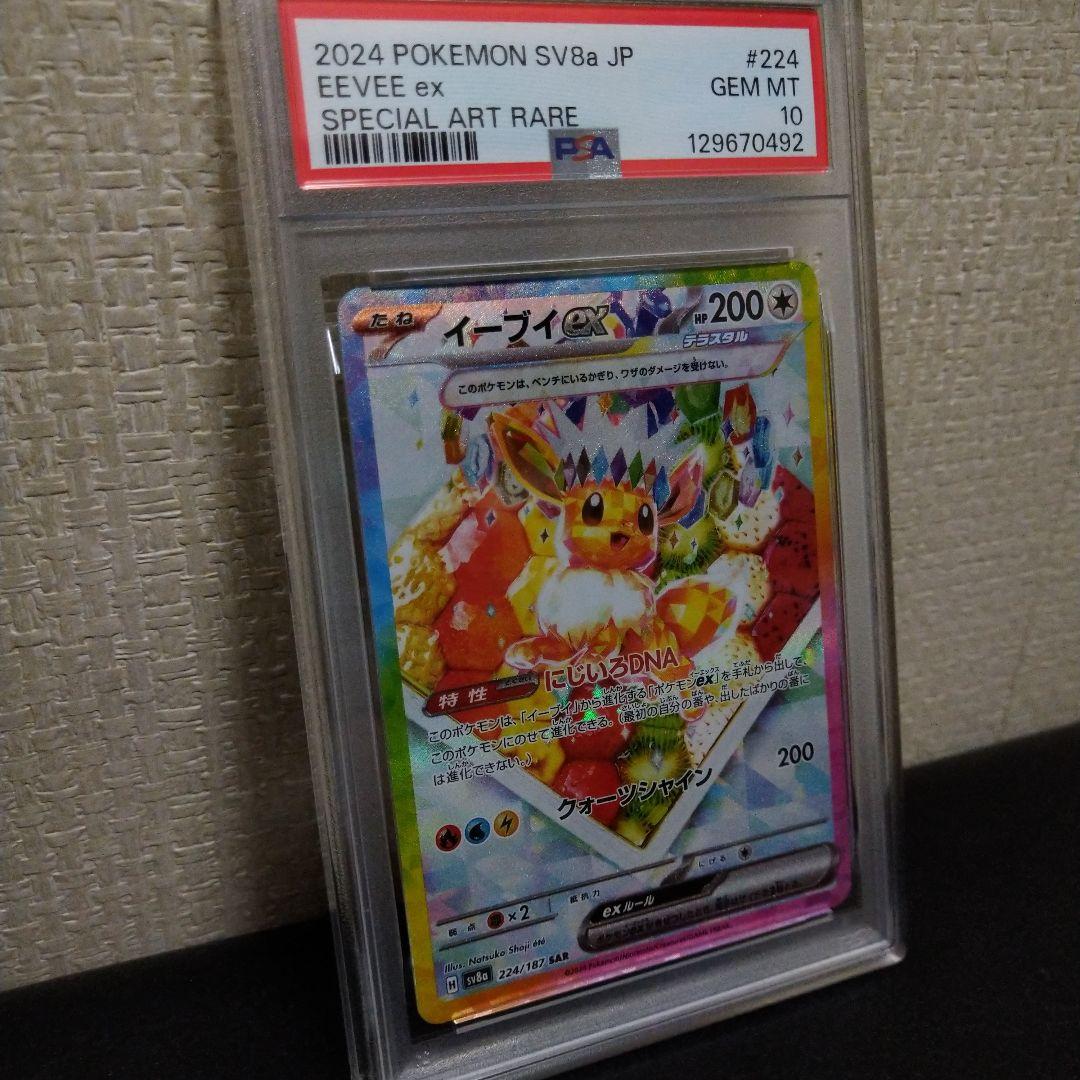 2024 POKEMON SV8a JP #224
EEVEE ex GEM MT
SPECIAL ART RARE 10
PSA 129670492
たね イーブイex HP 200
テラスタル
このポケモンは、ベンチにいるかぎり、ワザのダメージを受けない。
特性 にじいろDNA
このポケモンは、「イーブイ」から進化する「ポケモンex」を手札から出して、
このポケモンにのせて進化できる。(最初の自分の番や、出したばかりの番に
は進化できない。)
クォーツシャイン 200
弱点 ×2 抵抗力 にげる
exルール
Illus. Natsuko Shoji été
H SV8a 224/187 SAR